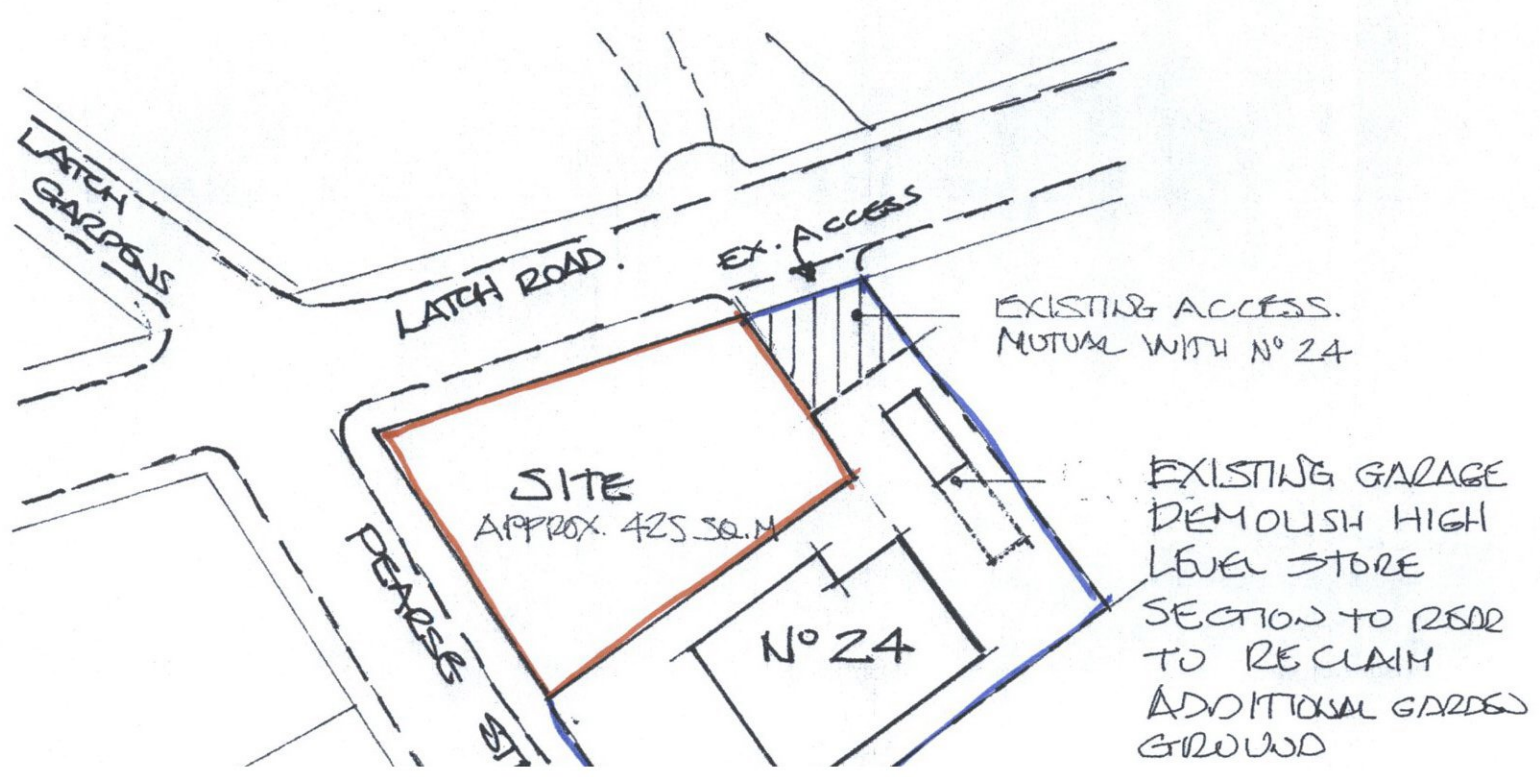 LATCH
GARDENS
LATCH ROAD.
EX. ACCESS
EXISTING ACCESS.
MUTUAL WITH Nº 24
SITE
APPROX. 425 SQ.M
EXISTING GARAGE
DEMOLISH HIGH
LEVEL STORE
SECTION TO REAR
TO RECLAIM
ADDITIONAL GARDEN
GROUND
Nº 24
PEARSE ST